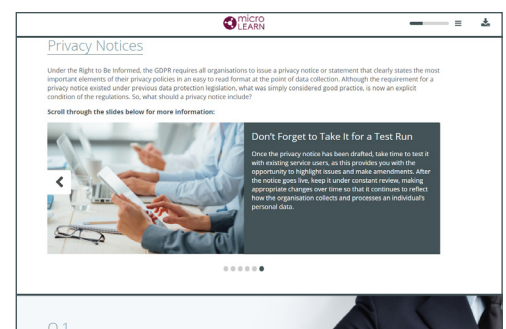 micro
LEARN
Privacy Notices
Under the Right to Be Informed, the GDPR requires all organisations to issue a privacy notice or statement that clearly states the most
important elements of their privacy policies in an easy to read format at the point of data collection. Although the requirement for a
privacy notice existed under previous data protection legislation, what was simply considered good practice, is now an explicit
condition of the regulations. So, what should a privacy notice include?
Scroll through the slides below for more information:
Don't Forget to Take It for a Test Run
Once the privacy notice has been drafted, take time to test it
with existing service users, as this provides you with the
opportunity to highlight issues and make amendments. After
the notice goes live, keep it under constant review, making
appropriate changes over time so that it continues to reflect
how the organisation collects and processes an individual's
personal data.